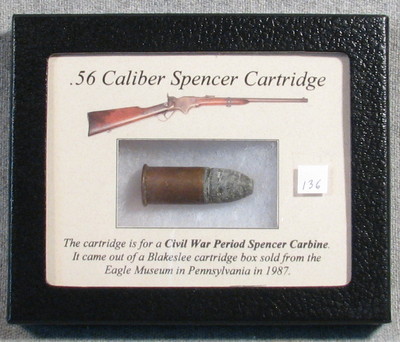 .56 Caliber Spencer Cartridge
136
The cartridge is for a Civil War Period Spencer Carbine.
It came out of a Blakeslee cartridge box sold from the
Eagle Museum in Pennsylvania in 1987.